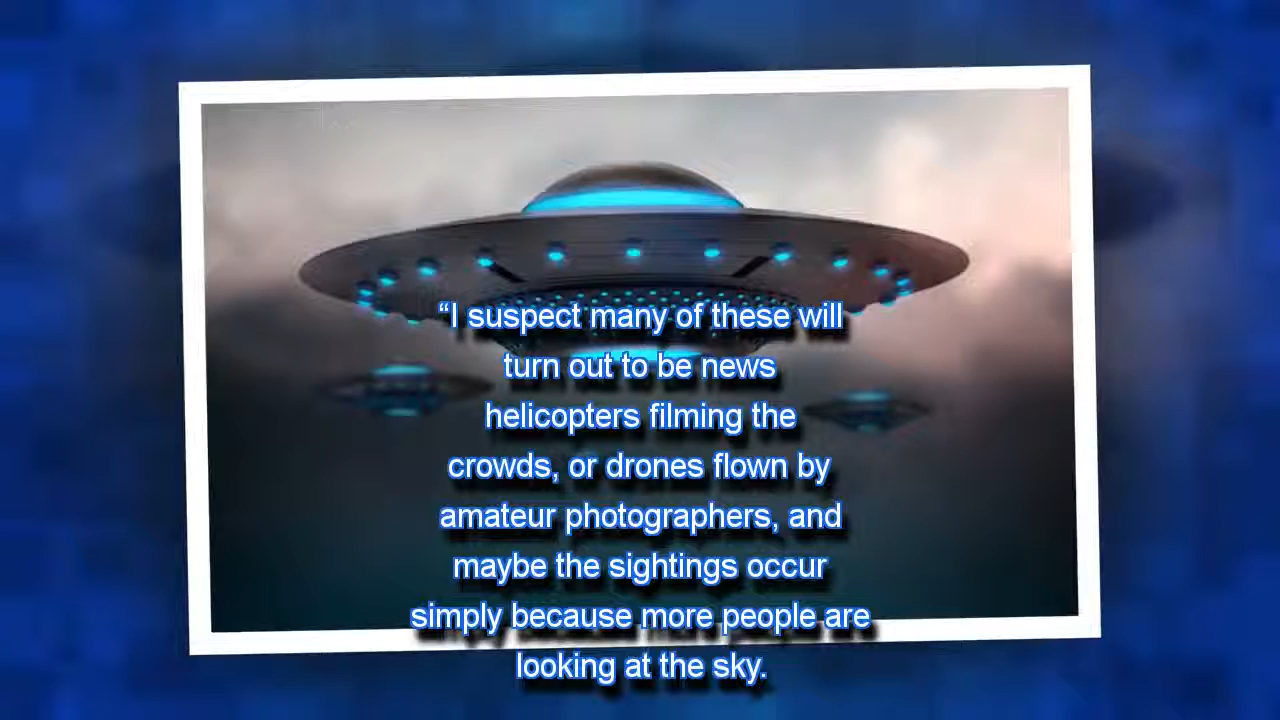 “I suspect many of these will
turn out to be news
helicopters filming the
crowds, or drones flown by
amateur photographers, and
maybe the sightings occur
simply because more people are
looking at the sky.